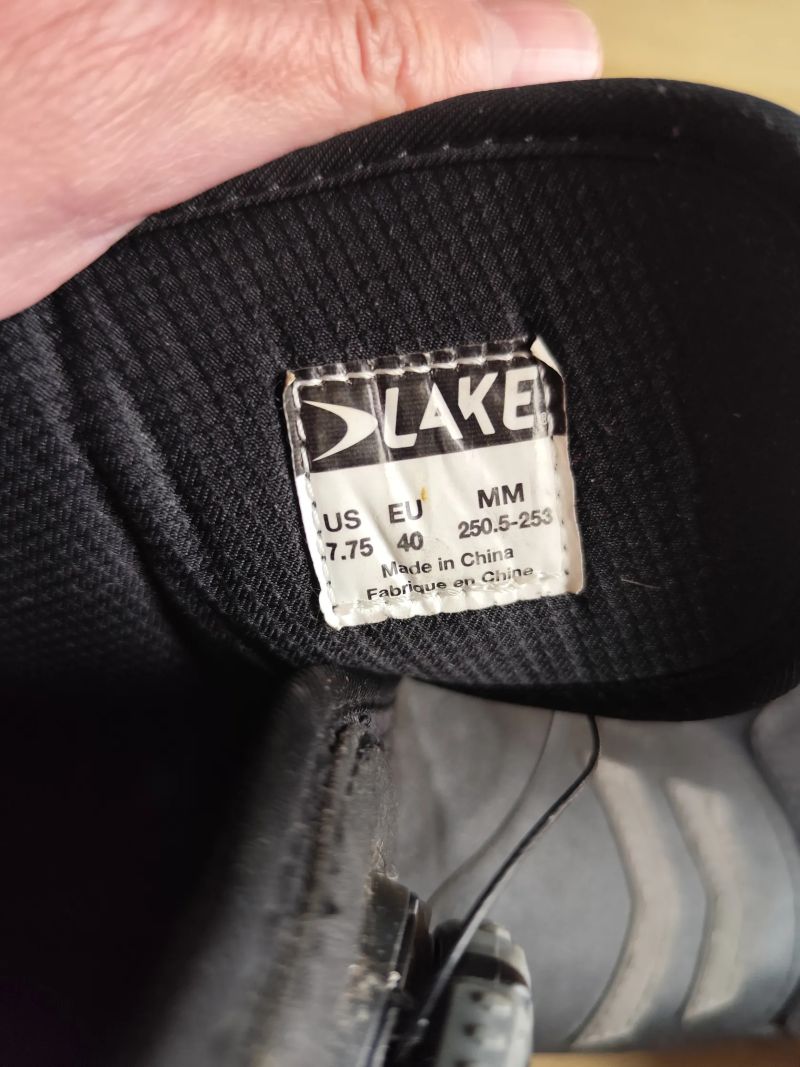 LAKE
US EU MM
7.75 40 250.5-253
Made in China
Fabrique en Chine